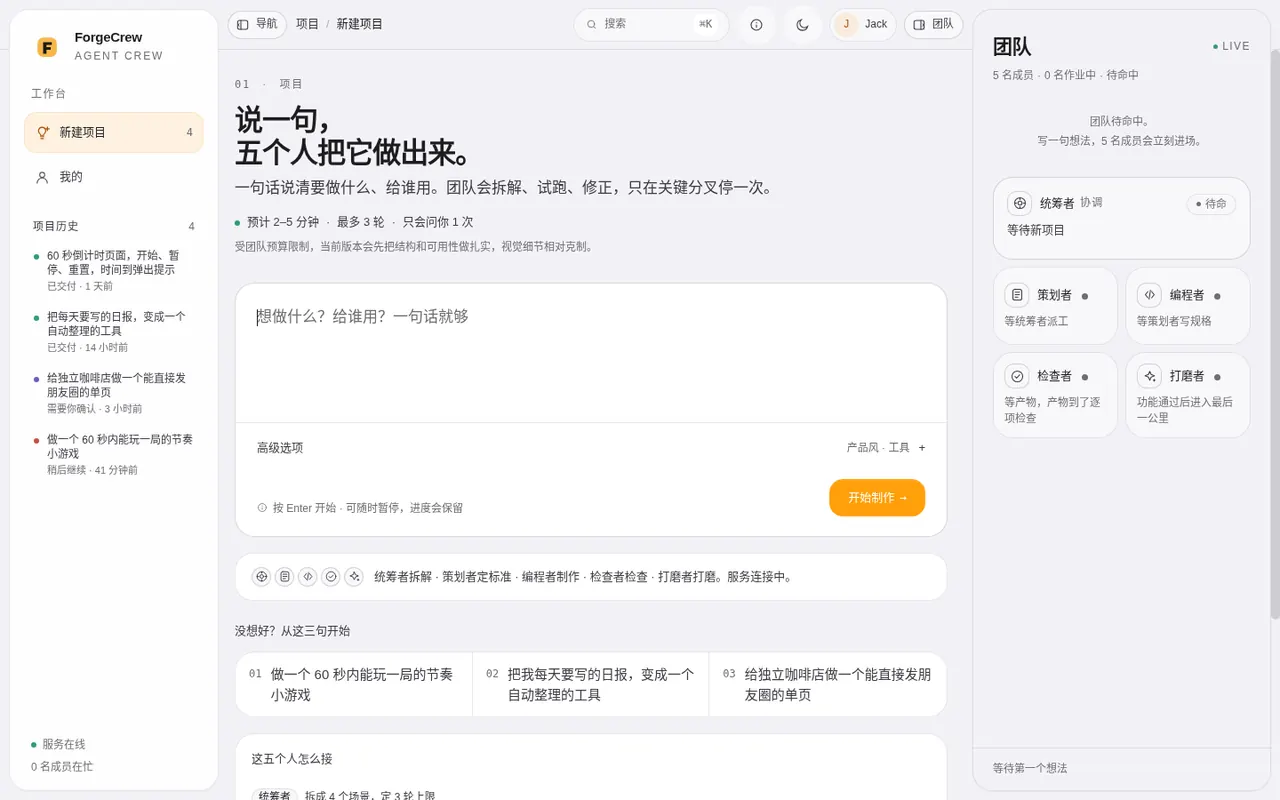 ForgeCrew
AGENT CREW
工作台
新建项目 4
我的
项目历史 4
60 秒倒计时页面，开始、暂
停、重置，时间到弹出提示
已交付 · 1 天前
把每天要写的日报，变成一个
自动整理的工具
已交付 · 14 小时前
给独立咖啡店做一个能直接发
朋友圈的单页
需要你确认 · 3 小时前
做一个 60 秒内能玩一局的节奏
小游戏
稍后继续 · 41 分钟前
服务在线
0 名成员在忙
导航 项目 / 新建项目 搜索 ⌘K J Jack 团队
01 · 项目
说一句，
五个人把它做出来。
一句话说清要做什么、给谁用。团队会拆解、试跑、修正，只在关键分叉停一次。
预计 2–5 分钟 · 最多 3 轮 · 只会问你 1 次
受团队预算限制，当前版本会先把结构和可用性做扎实，视觉细节相对克制。
想做什么？给谁用？一句话就够
高级选项 产品风 · 工具 +
按 Enter 开始 · 可随时暂停，进度会保留
开始制作 →
统筹者拆解 · 策划者定标准 · 编程者制作 · 检查者检查 · 打磨者打磨。服务连接中。
没想好？从这三句开始
01 做一个 60 秒内能玩一局的节奏
小游戏
02 把我每天要写的日报，变成一个
自动整理的工具
03 给独立咖啡店做一个能直接发朋
友圈的单页
这五个人怎么接
统筹者 拆成 4 个场景，定 3 轮上限
团队 LIVE
5 名成员 · 0 名作业中 · 待命中
团队待命中。
写一句想法，5 名成员会立刻进场。
统筹者 协调 待命
等待新项目
策划者
等统筹者派工
编程者
等策划者写规格
检查者
等产物，产物到了逐
项检查
打磨者
功能通过后进入最后
一公里
等待第一个想法